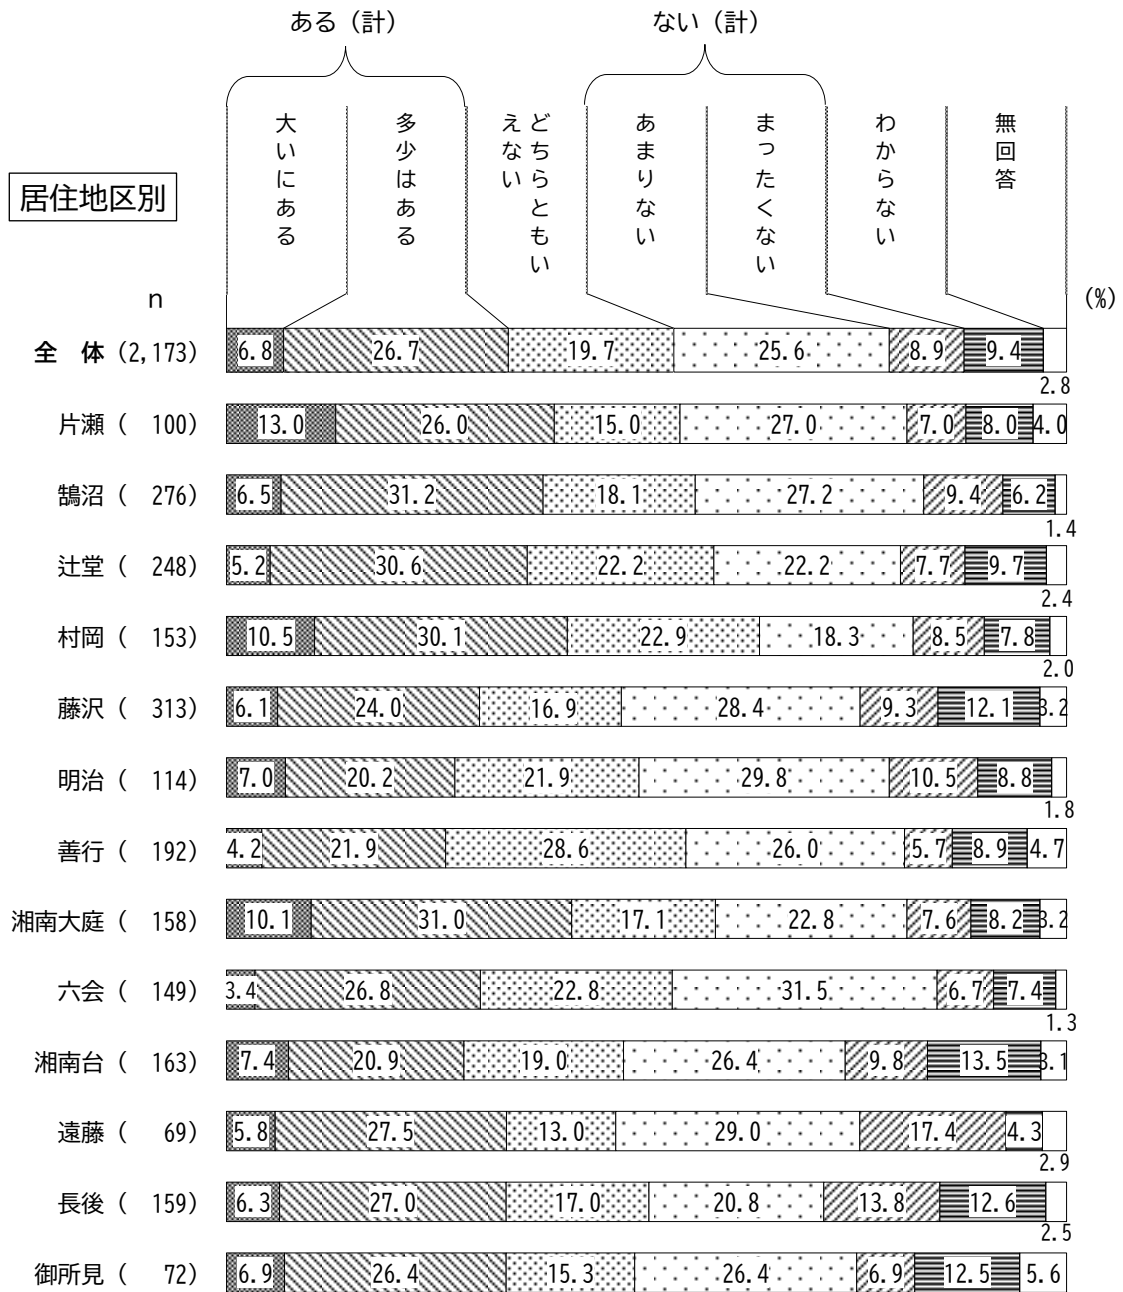 ある（計）
ない（計）
大いにある
多少はある
どちらともいえない
あまりない
まったくない
わからない
無回答
居住地区別
n
(%)
全　体 (2,173) 6.8 26.7 19.7 25.6 8.9 9.4 2.8
片瀬 ( 100) 13.0 26.0 15.0 27.0 7.0 8.0 4.0
鵠沼 ( 276) 6.5 31.2 18.1 27.2 9.4 6.2 1.4
辻堂 ( 248) 5.2 30.6 22.2 22.2 7.7 9.7 2.4
村岡 ( 153) 10.5 30.1 22.9 18.3 8.5 7.8 2.0
藤沢 ( 313) 6.1 24.0 16.9 28.4 9.3 12.1 3.2
明治 ( 114) 7.0 20.2 21.9 29.8 10.5 8.8 1.8
善行 ( 192) 4.2 21.9 28.6 26.0 5.7 8.9 4.7
湘南大庭 ( 158) 10.1 31.0 17.1 22.8 7.6 8.2 3.2
六会 ( 149) 3.4 26.8 22.8 31.5 6.7 7.4 1.3
湘南台 ( 163) 7.4 20.9 19.0 26.4 9.8 13.5 3.1
遠藤 ( 69) 5.8 27.5 13.0 29.0 17.4 4.3 2.9
長後 ( 159) 6.3 27.0 17.0 20.8 13.8 12.6 2.5
御所見 ( 72) 6.9 26.4 15.3 26.4 6.9 12.5 5.6